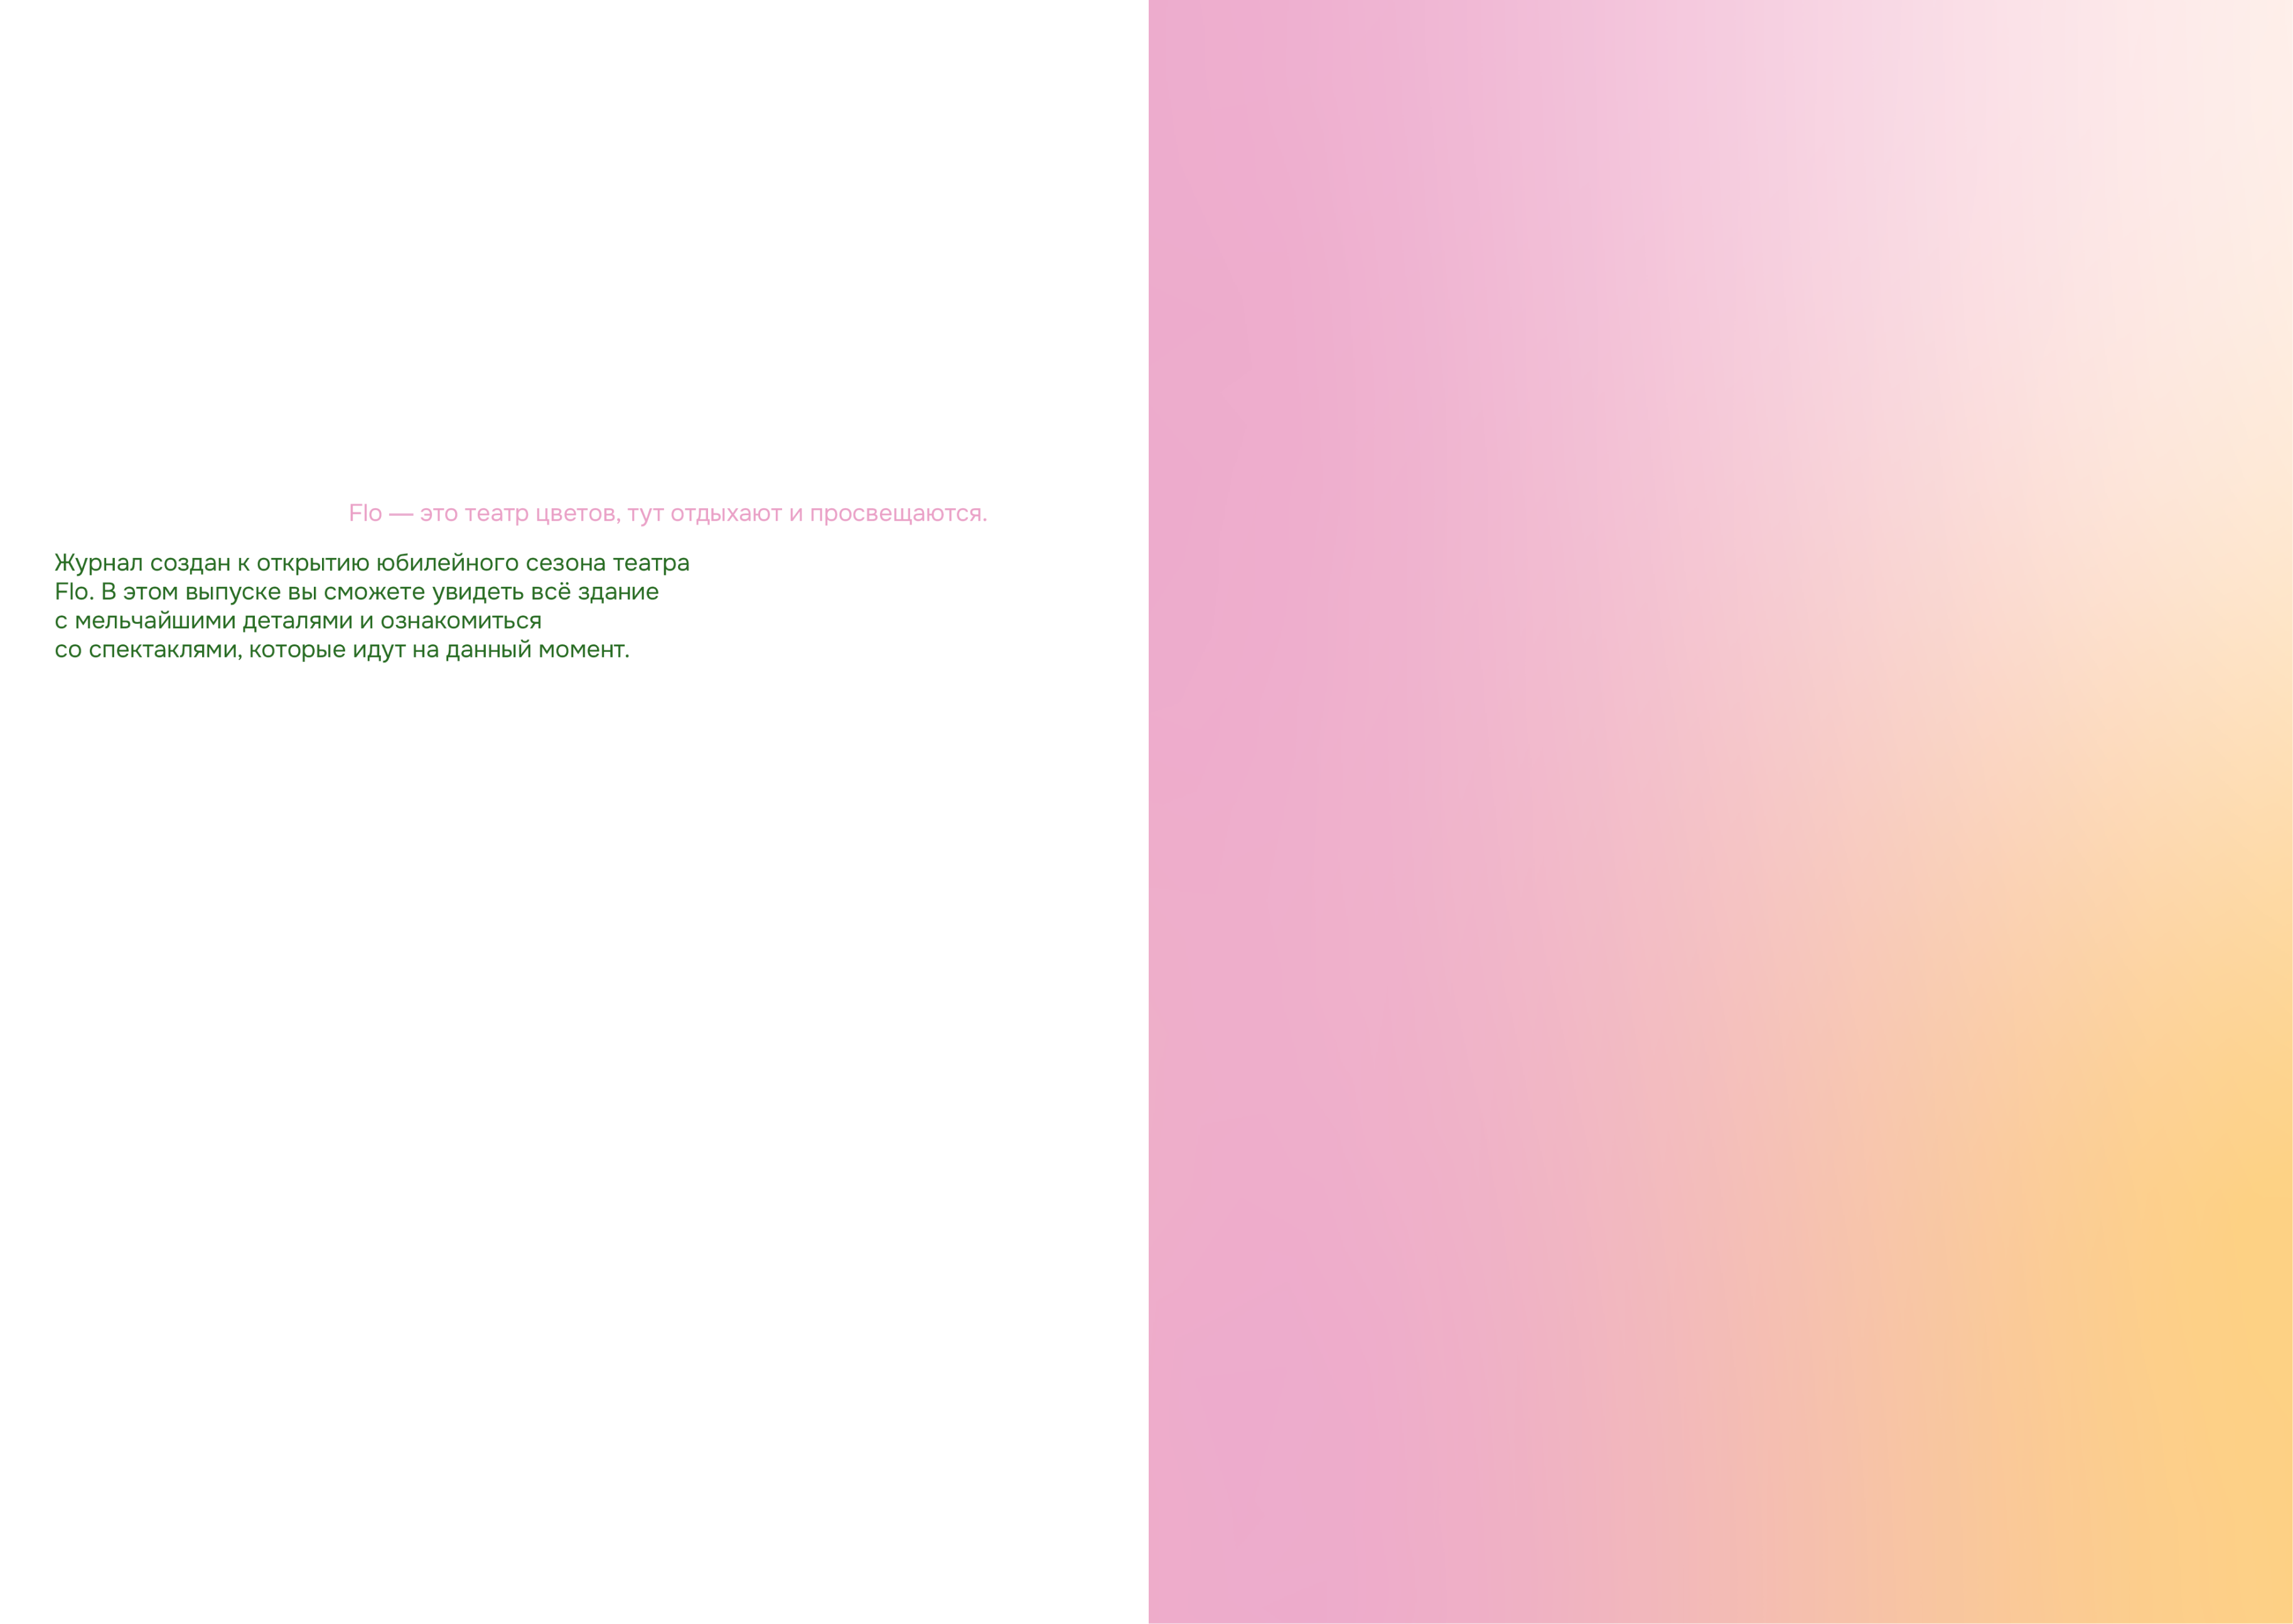 Flo — это театр цветов, тут отдыхают и просвещаются.
Журнал создан к открытию юбилейного сезона театра
Flo. В этом выпуске вы сможете увидеть всё здание
с мельчайшими деталями и ознакомиться
со спектаклями, которые идут на данный момент.